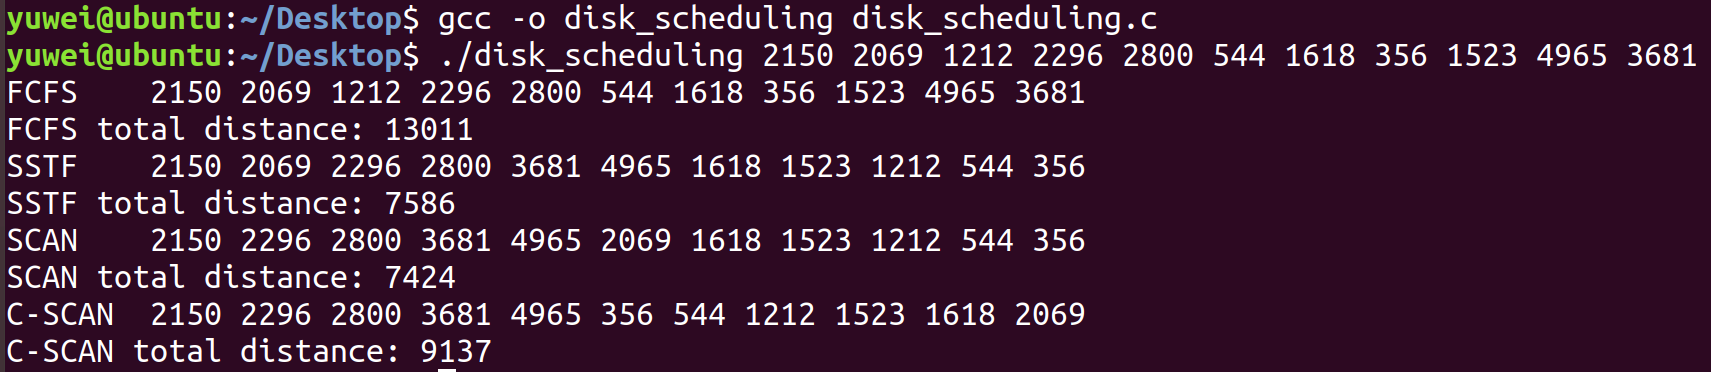 yuwei@ubuntu:~/Desktop$ gcc -o disk_scheduling disk_scheduling.c
yuwei@ubuntu:~/Desktop$ ./disk_scheduling 2150 2069 1212 2296 2800 544 1618 356 1523 4965 3681
FCFS    2150 2069 1212 2296 2800 544 1618 356 1523 4965 3681
FCFS total distance: 13011
SSTF    2150 2069 2296 2800 3681 4965 1618 1523 1212 544 356
SSTF total distance: 7586
SCAN    2150 2296 2800 3681 4965 2069 1618 1523 1212 544 356
SCAN total distance: 7424
C-SCAN  2150 2296 2800 3681 4965 356 544 1212 1523 1618 2069
C-SCAN total distance: 9137